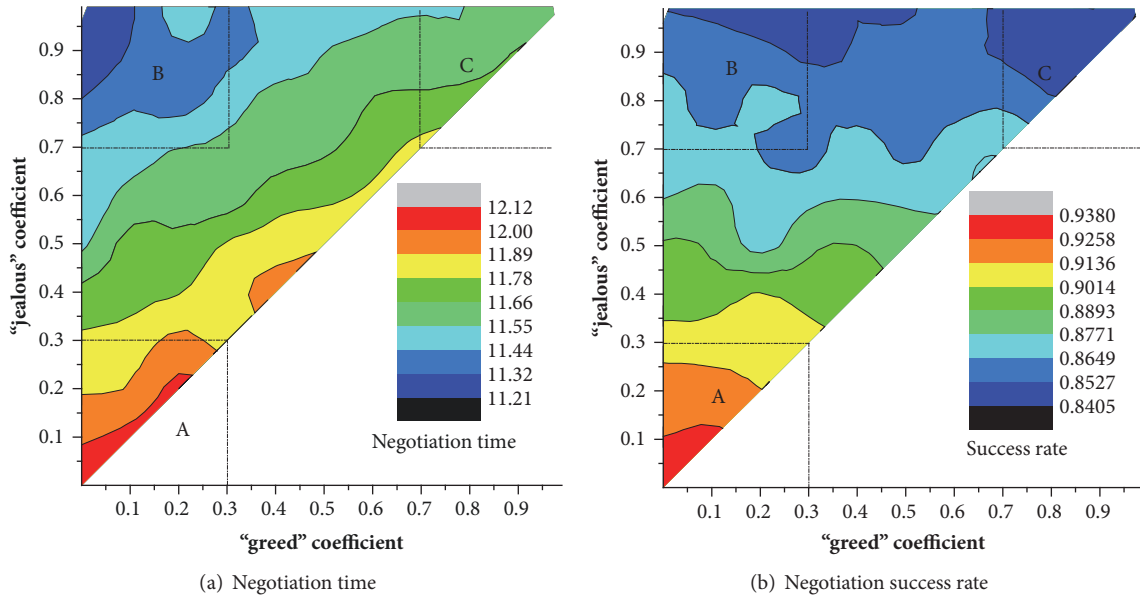 "jealous" coefficient
0.9
0.8
0.7
0.6
0.5
0.4
0.3
0.2
0.1
B
C
A
12.12
12.00
11.89
11.78
11.66
11.55
11.44
11.32
11.21
Negotiation time
0.1 0.2 0.3 0.4 0.5 0.6 0.7 0.8 0.9
"greed" coefficient
(a) Negotiation time
"jealous" coefficient
0.9
0.8
0.7
0.6
0.5
0.4
0.3
0.2
0.1
B
C
A
0.9380
0.9258
0.9136
0.9014
0.8893
0.8771
0.8649
0.8527
0.8405
Success rate
0.1 0.2 0.3 0.4 0.5 0.6 0.7 0.8 0.9
"greed" coefficient
(b) Negotiation success rate